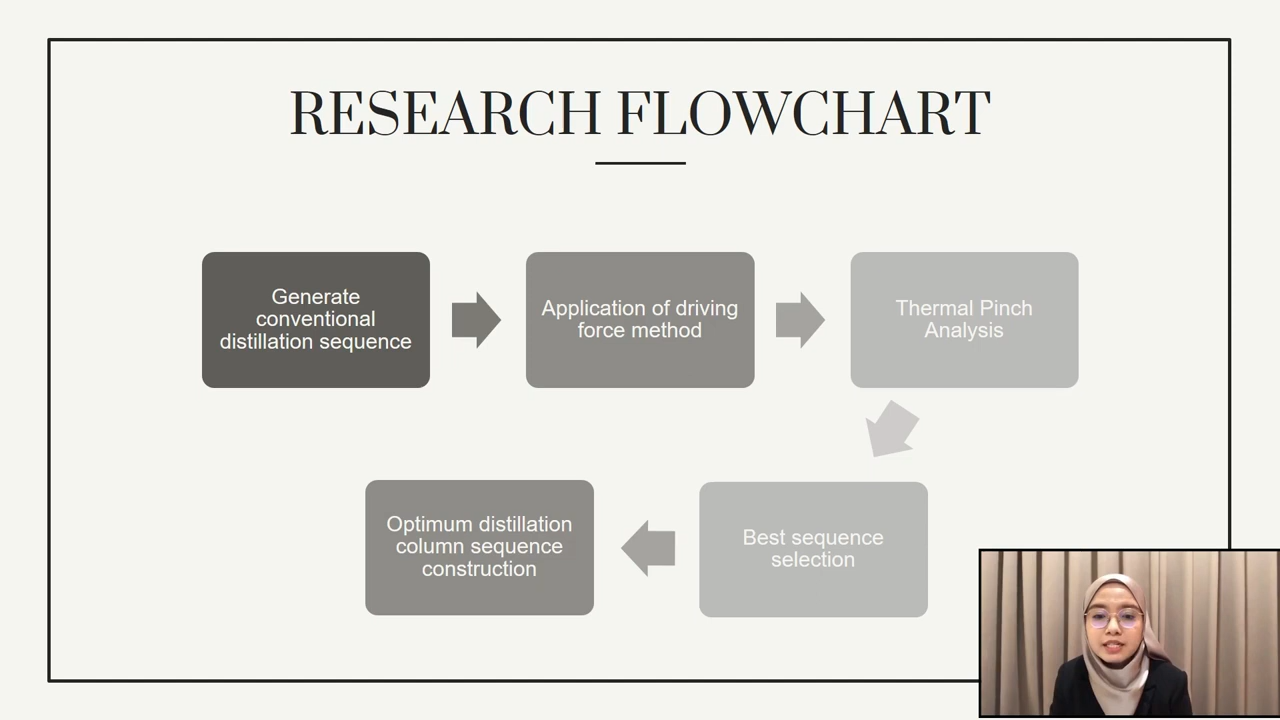 RESEARCH FLOWCHART
Generate
conventional
distillation sequence
Application of driving
force method
Thermal Pinch
Analysis
Best sequence
selection
Optimum distillation
column sequence
construction